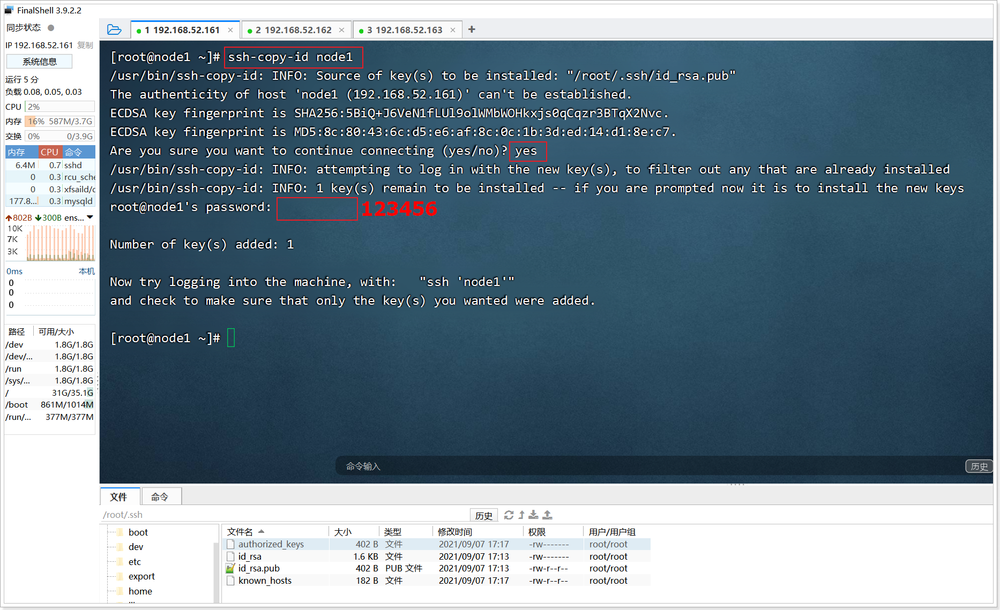 FinalShell 3.9.2.2
同步状态
IP 192.168.52.161 复制
系统信息
运行 5 分
负载 0.08, 0.05, 0.03
CPU 2%
内存 16% 587M/3.7G
交换 0% 0/3.9G
内存 CPU 命令
6.4M 0.7 sshd
0 0.3 rcu_sche
0 0.3 xfsaild/d
177.8... 0.3 mysqld
802B 300B ens...
10K
7K
3K
0ms 本机
0
0
0
路径 可用/大小
/dev 1.8G/1.8G
/dev/... 1.8G/1.8G
/run 1.8G/1.8G
/sys/... 1.8G/1.8G
/ 31G/35.1G
/boot 861M/1014M
/run/... 377M/377M
1 192.168.52.161 × 2 192.168.52.162 × 3 192.168.52.163 × +
[root@node1 ~]# ssh-copy-id node1
/usr/bin/ssh-copy-id: INFO: Source of key(s) to be installed: "/root/.ssh/id_rsa.pub"
The authenticity of host 'node1 (192.168.52.161)' can't be established.
ECDSA key fingerprint is SHA256:5BiQ+J6VeN1fLUl9olWMbWOHkxjs0qCqzr3BTqX2Nvc.
ECDSA key fingerprint is MD5:8c:80:43:6c:d5:e6:af:8c:0c:1b:3d:ed:14:d1:8e:c7.
Are you sure you want to continue connecting (yes/no)? yes
/usr/bin/ssh-copy-id: INFO: attempting to log in with the new key(s), to filter out any that are already installed
/usr/bin/ssh-copy-id: INFO: 1 key(s) remain to be installed -- if you are prompted now it is to install the new keys
root@node1's password: 123456
Number of key(s) added: 1
Now try logging into the machine, with:   "ssh 'node1'"
and check to make sure that only the key(s) you wanted were added.
[root@node1 ~]#
命令输入 历史
文件 命令
/root/.ssh 历史
boot
dev
etc
export
home
文件名 大小 类型 修改时间 权限 用户/用户组
authorized_keys 402 B 文件 2021/09/07 17:17 -rw------- root/root
id_rsa 1.6 KB 文件 2021/09/07 17:13 -rw------- root/root
id_rsa.pub 402 B PUB 文件 2021/09/07 17:13 -rw-r--r-- root/root
known_hosts 182 B 文件 2021/09/07 17:17 -rw-r--r-- root/root